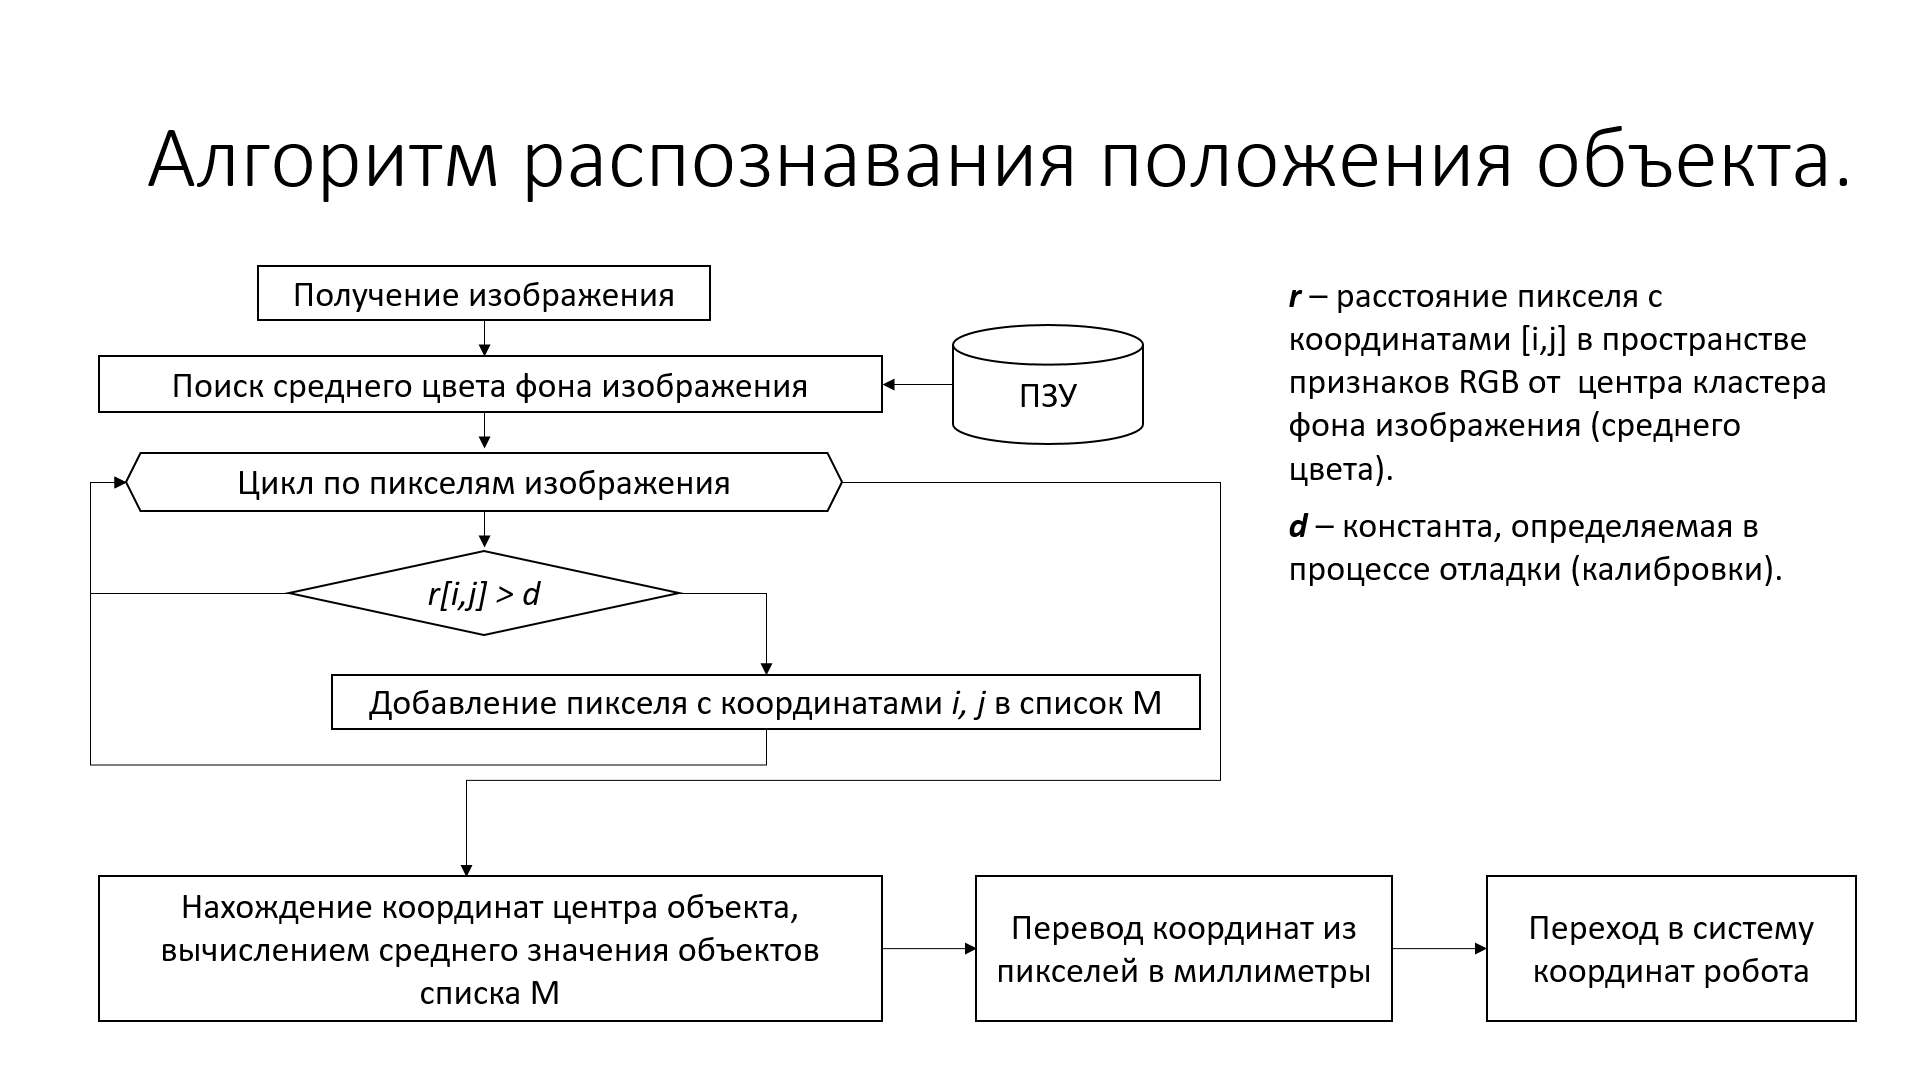 Алгоритм распознавания положения объекта.
Получение изображения
Поиск среднего цвета фона изображения
ПЗУ
Цикл по пикселям изображения
r[i,j] > d
Добавление пикселя с координатами i, j в список М
Нахождение координат центра объекта,
вычислением среднего значения объектов
списка М
Перевод координат из
пикселей в миллиметры
Переход в систему
координат робота
r – расстояние пикселя с
координатами [i,j] в пространстве
признаков RGB от  центра кластера
фона изображения (среднего
цвета).
d – константа, определяемая в
процессе отладки (калибровки).